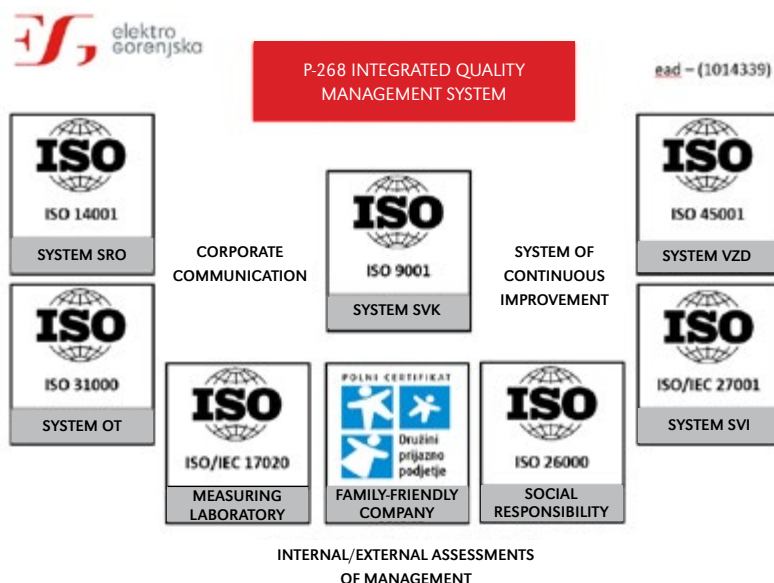 elektro
gorenjska
P-268 INTEGRATED QUALITY
MANAGEMENT SYSTEM
ead – (1014339)
ISO
ISO 14001
SYSTEM SRO
CORPORATE
COMMUNICATION
ISO
ISO 9001
SYSTEM SVK
SYSTEM OF
CONTINUOUS
IMPROVEMENT
ISO
ISO 45001
SYSTEM VZD
ISO
ISO 31000
SYSTEM OT
ISO
ISO/IEC 17020
MEASURING
LABORATORY
POLNI CERTIFIKAT
Družini
prijazno
podjetje
FAMILY-FRIENDLY
COMPANY
ISO
ISO 26000
SOCIAL
RESPONSIBILITY
ISO
ISO/IEC 27001
SYSTEM SVI
INTERNAL/EXTERNAL ASSESSMENTS
OF MANAGEMENT